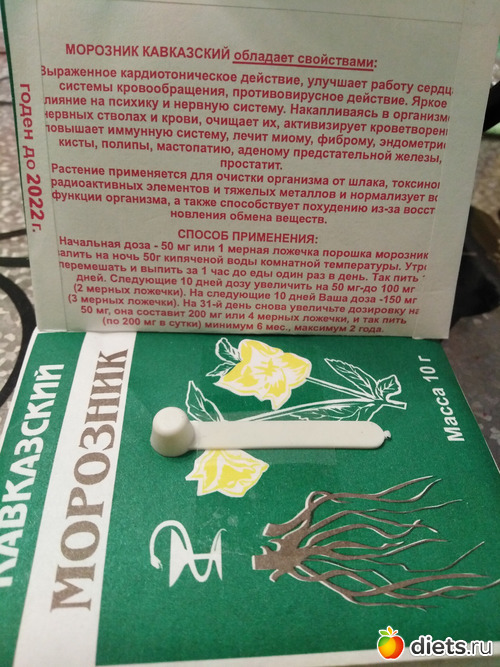 МОРОЗНИК КАВКАЗСКИЙ обладает свойствами:
Выраженное кардиотоническое действие, улучшает работу сердца
системы кровообращения, противовирусное действие. Яркое
влияние на психику и нервную систему. Накапливаясь в организме
нервных стволах и крови, очищает их, активизирует кроветворен
повышает иммунную систему, лечит миому, фиброму, эндометрио
кисты, полипы, мастопатию, аденому предстательной железы,
простатит.
Растение применяется для очистки организма от шлака, токсинов
радиоактивных элементов и тяжелых металлов и нормализует вс
функции организма, а также способствует похудению из-за восст
новления обмена веществ.
СПОСОБ ПРИМЕНЕНИЯ:
Начальная доза - 50 мг или 1 мерная ложечка порошка морозник
залить на ночь 50г кипяченой воды комнатной температуры. Утро
перемешать и выпить за 1 час до еды один раз в день. Так пить
дней. Следующие 10 дней дозу увеличить на 50 мг-до 100 мг
(2 мерных ложечки). На следующие 10 дней Ваша доза -150 мг
(3 мерных ложечки). На 31-й день снова увеличьте дозировку на
50 мг, она составит 200 мг или 4 мерных ложечки, и так пить
(по 200 мг в сутки) минимум 6 мес., максимум 2 года.
годен до 2022 г.
КАВКАЗСКИЙ
МОРОЗНИК
Масса 10 г
diets.ru